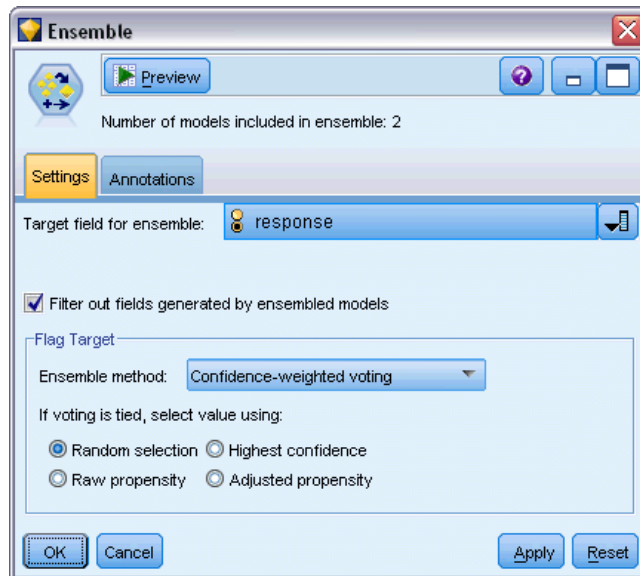 Ensemble
Preview
Number of models included in ensemble: 2
Settings Annotations
Target field for ensemble: response
Filter out fields generated by ensembled models
Flag Target
Ensemble method: Confidence-weighted voting
If voting is tied, select value using:
Random selection Highest confidence
Raw propensity Adjusted propensity
OK Cancel Apply Reset